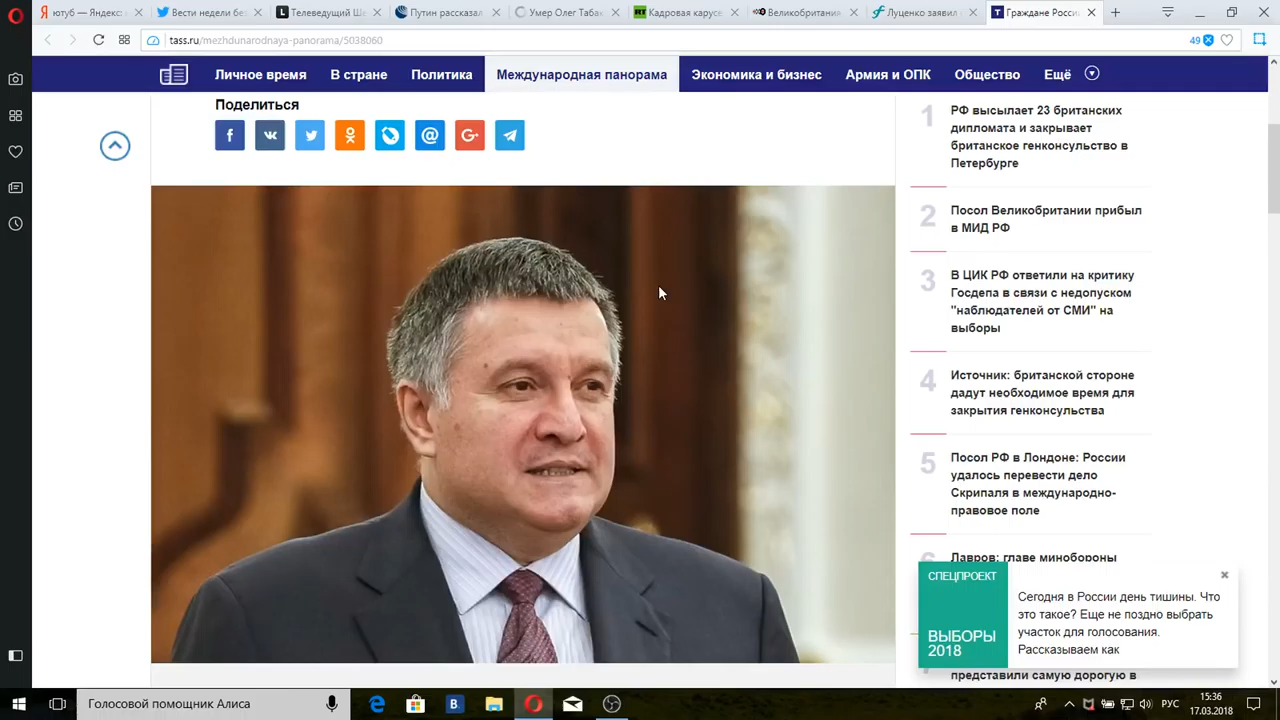 ютуб — Яндекс
Вести недели без
Телеведущий Ше
Путин рассказал
Умер Олег Табак
Кадровая карусе
Великобритания
Луценко заявил
Граждане Росси
tass.ru/mezhdunarodnaya-panorama/5038060
49
Личное время
В стране
Политика
Международная панорама
Экономика и бизнес
Армия и ОПК
Общество
Ещё
Поделиться
1
РФ высылает 23 британских
дипломата и закрывает
британское генконсульство в
Петербурге
2
Посол Великобритании прибыл
в МИД РФ
3
В ЦИК РФ ответили на критику
Госдепа в связи с недопуском
"наблюдателей от СМИ" на
выборы
4
Источник: британской стороне
дадут необходимое время для
закрытия генконсульства
5
Посол РФ в Лондоне: России
удалось перевести дело
Скрипаля в международно-
правовое поле
Лавров: главе минобороны
СПЕЦПРОЕКТ
ВЫБОРЫ
2018
Сегодня в России день тишины. Что
это такое? Еще не поздно выбрать
участок для голосования.
Рассказываем как
представили самую дорогую в
Голосовой помощник Алиса
РУС
15:36
17.03.2018